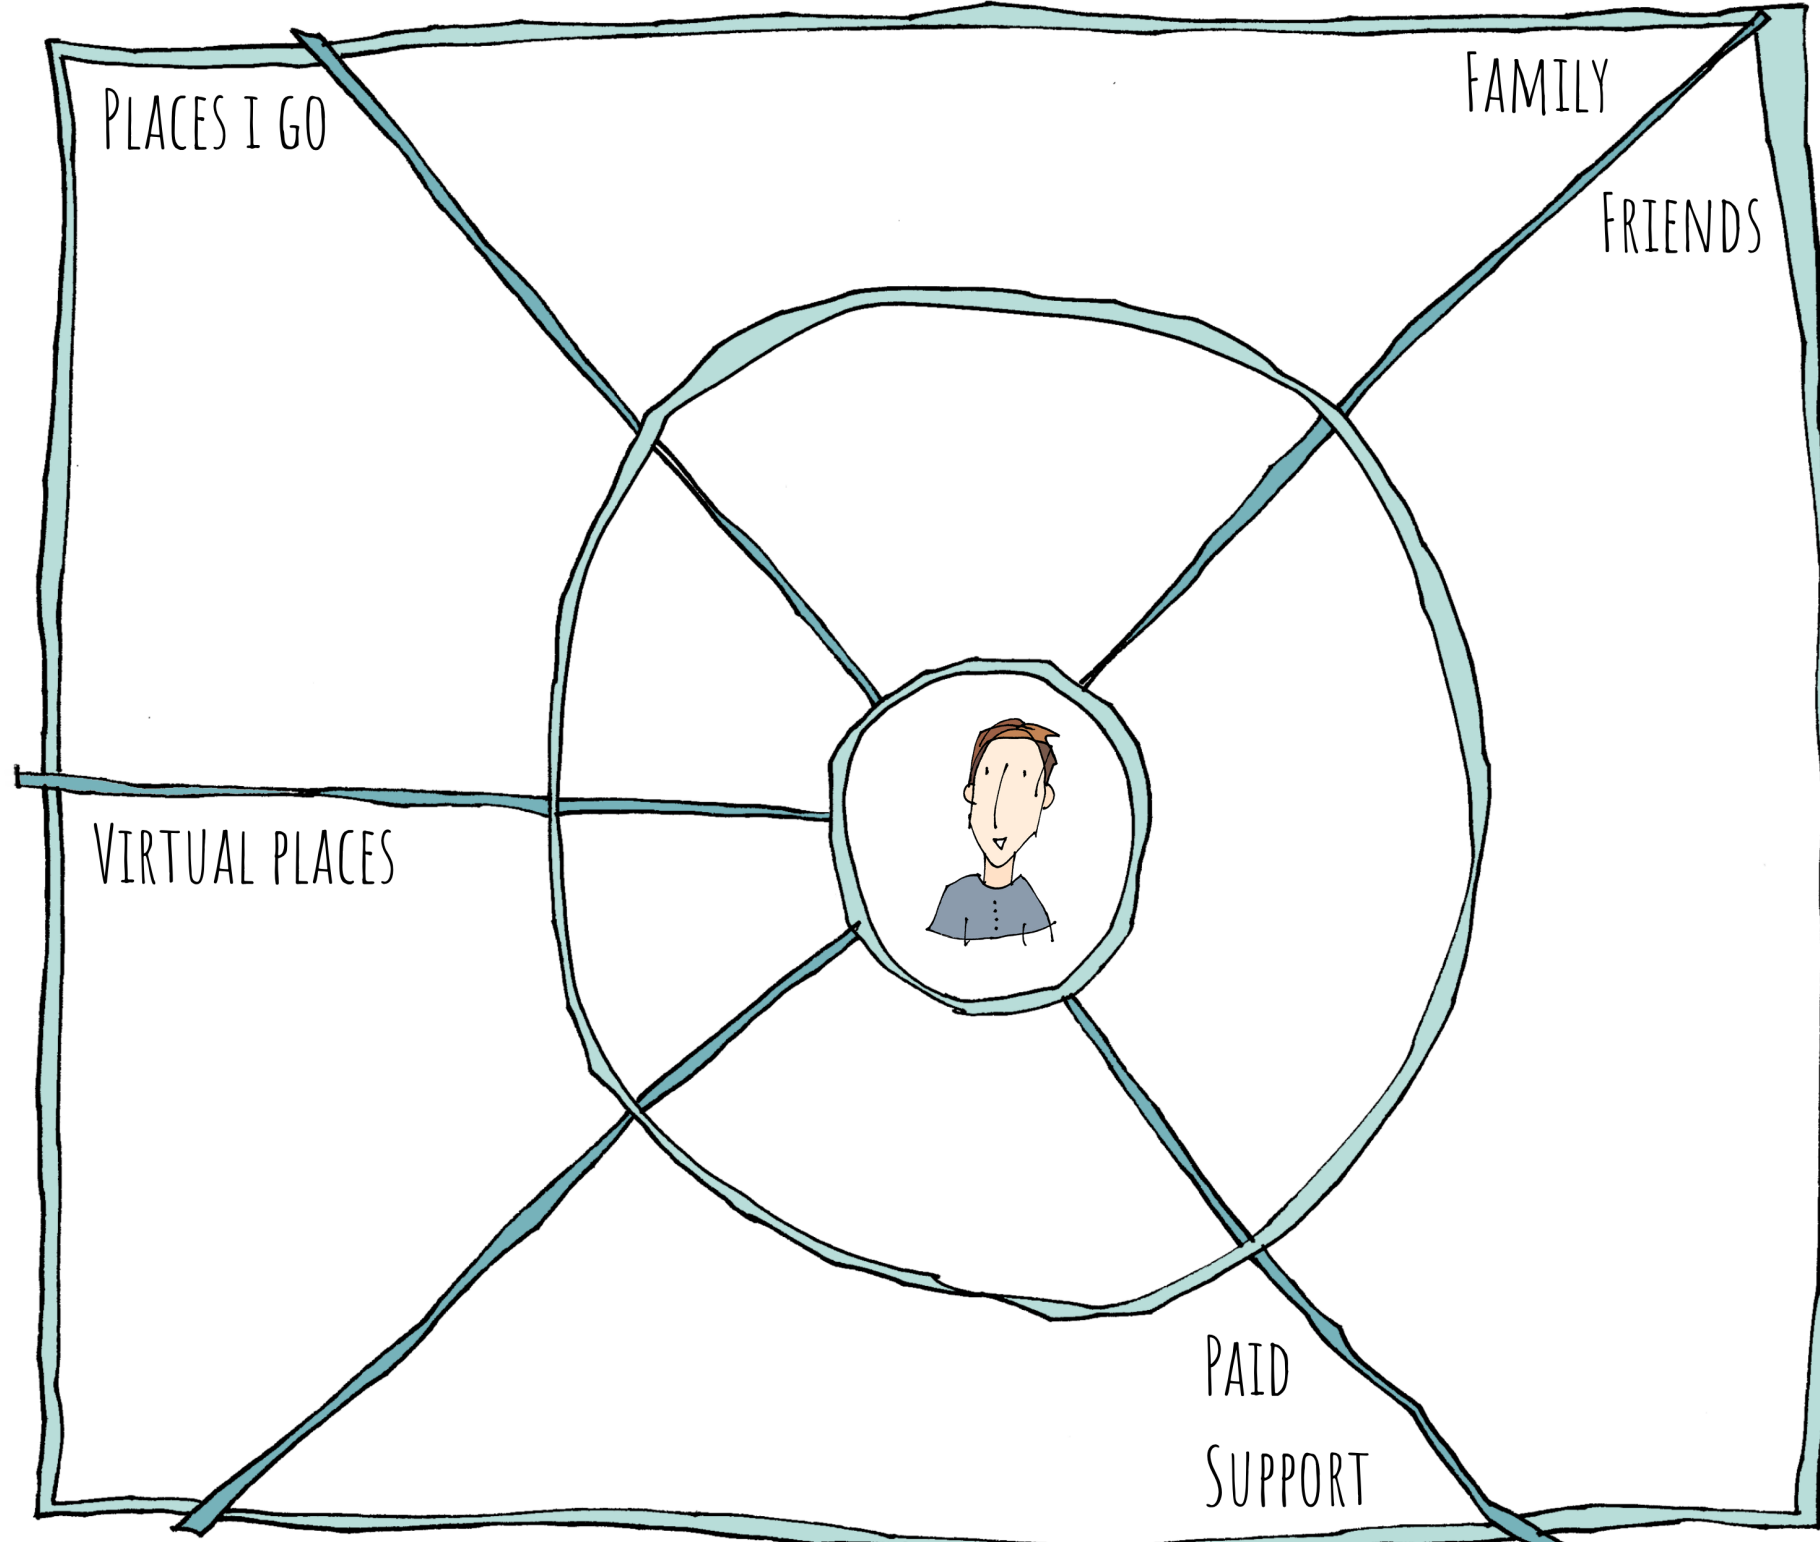 Places I go
Family
Friends
Virtual places
Paid
Support